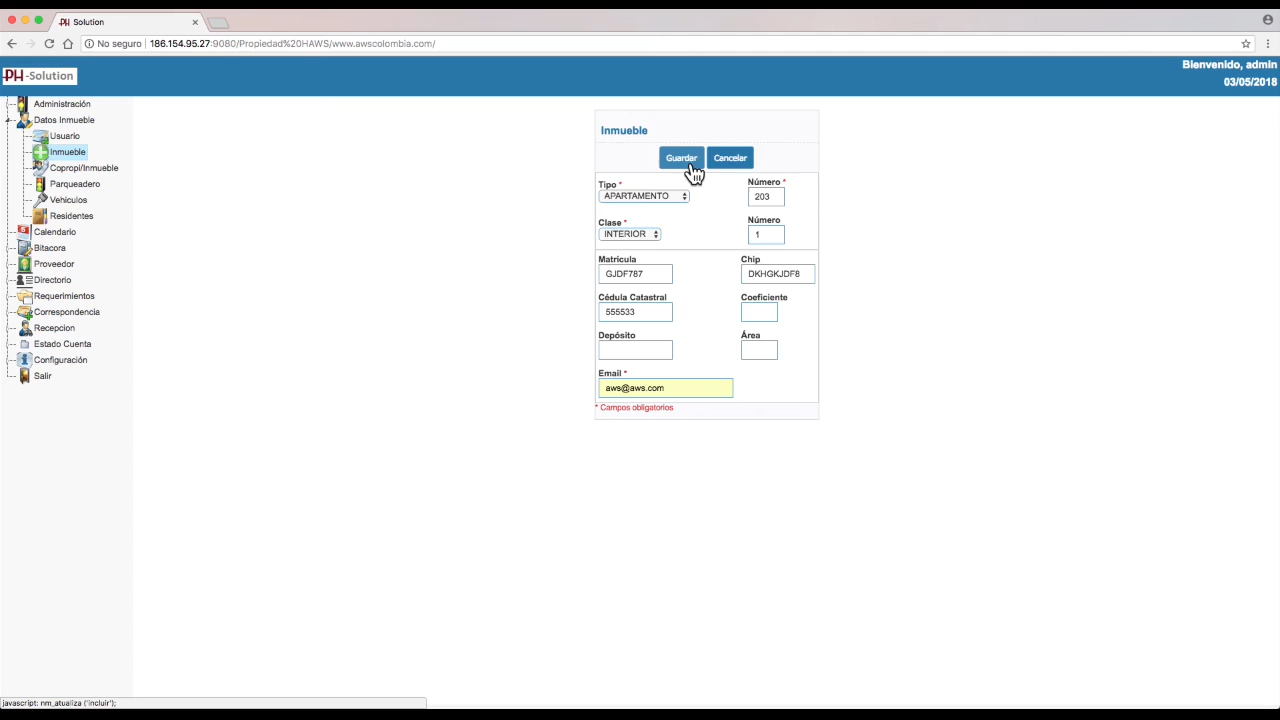 PH Solution
No seguro 186.154.95.27:9080/Propiedad%20HAWS/www.awscolombia.com/
PH -Solution
Bienvenido, admin
03/05/2018
Administración
Datos Inmueble
Usuario
Inmueble
Copropi/Inmueble
Parqueadero
Vehiculos
Residentes
Calendario
Bitacora
Proveedor
Directorio
Requerimientos
Correspondencia
Recepcion
Estado Cuenta
Configuración
Salir
Inmueble
Guardar Cancelar
Tipo * Número *
APARTAMENTO 203
Clase * Número
INTERIOR 1
Matricula Chip
GJDF787 DKHGKJDF8
Cédula Catastral Coeficiente
555533
Depósito Área
Email *
aws@aws.com
* Campos obligatorios
javascript: nm_atualiza ('incluir');